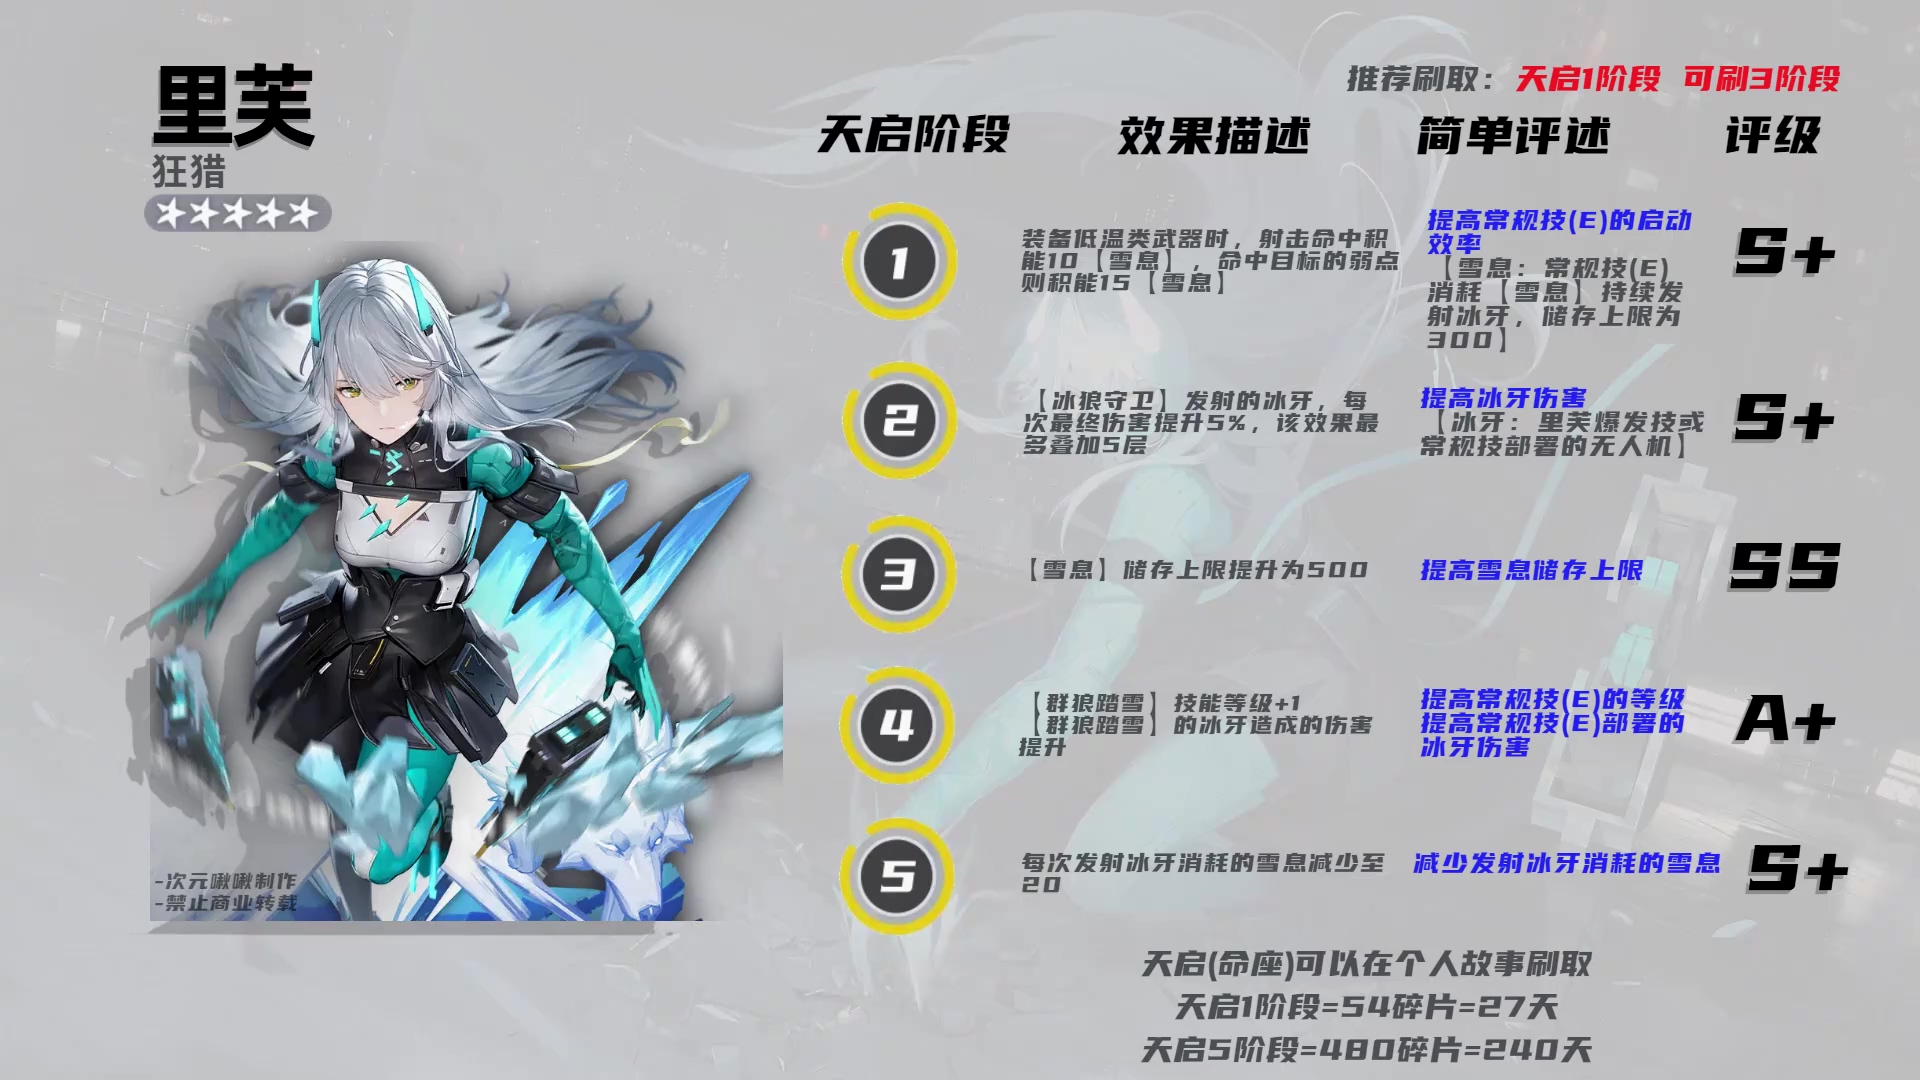 里芙
狂猎
推荐刷取：天启1阶段 可刷3阶段
天启阶段 效果描述 简单评述 评级
1
装备低温类武器时，射击命中积
能10【雪息】，命中目标的弱点
则积能15【雪息】
提高常规技(E)的启动
效率
【雪息：常规技(E)
消耗【雪息】持续发
射冰牙，储存上限为
300】
S+
2
【冰狼守卫】发射的冰牙，每
次最终伤害提升5%，该效果最
多叠加5层
提高冰牙伤害
【冰牙：里芙爆发技或
常规技部署的无人机】
S+
3
【雪息】储存上限提升为500
提高雪息储存上限
SS
4
【群狼踏雪】技能等级+1
【群狼踏雪】的冰牙造成的伤害
提升
提高常规技(E)的等级
提高常规技(E)部署的
冰牙伤害
A+
5
每次发射冰牙消耗的雪息减少至
20
减少发射冰牙消耗的雪息
S+
-次元啾啾制作
-禁止商业转载
天启(命座)可以在个人故事刷取
天启1阶段=54碎片=27天
天启5阶段=480碎片=240天